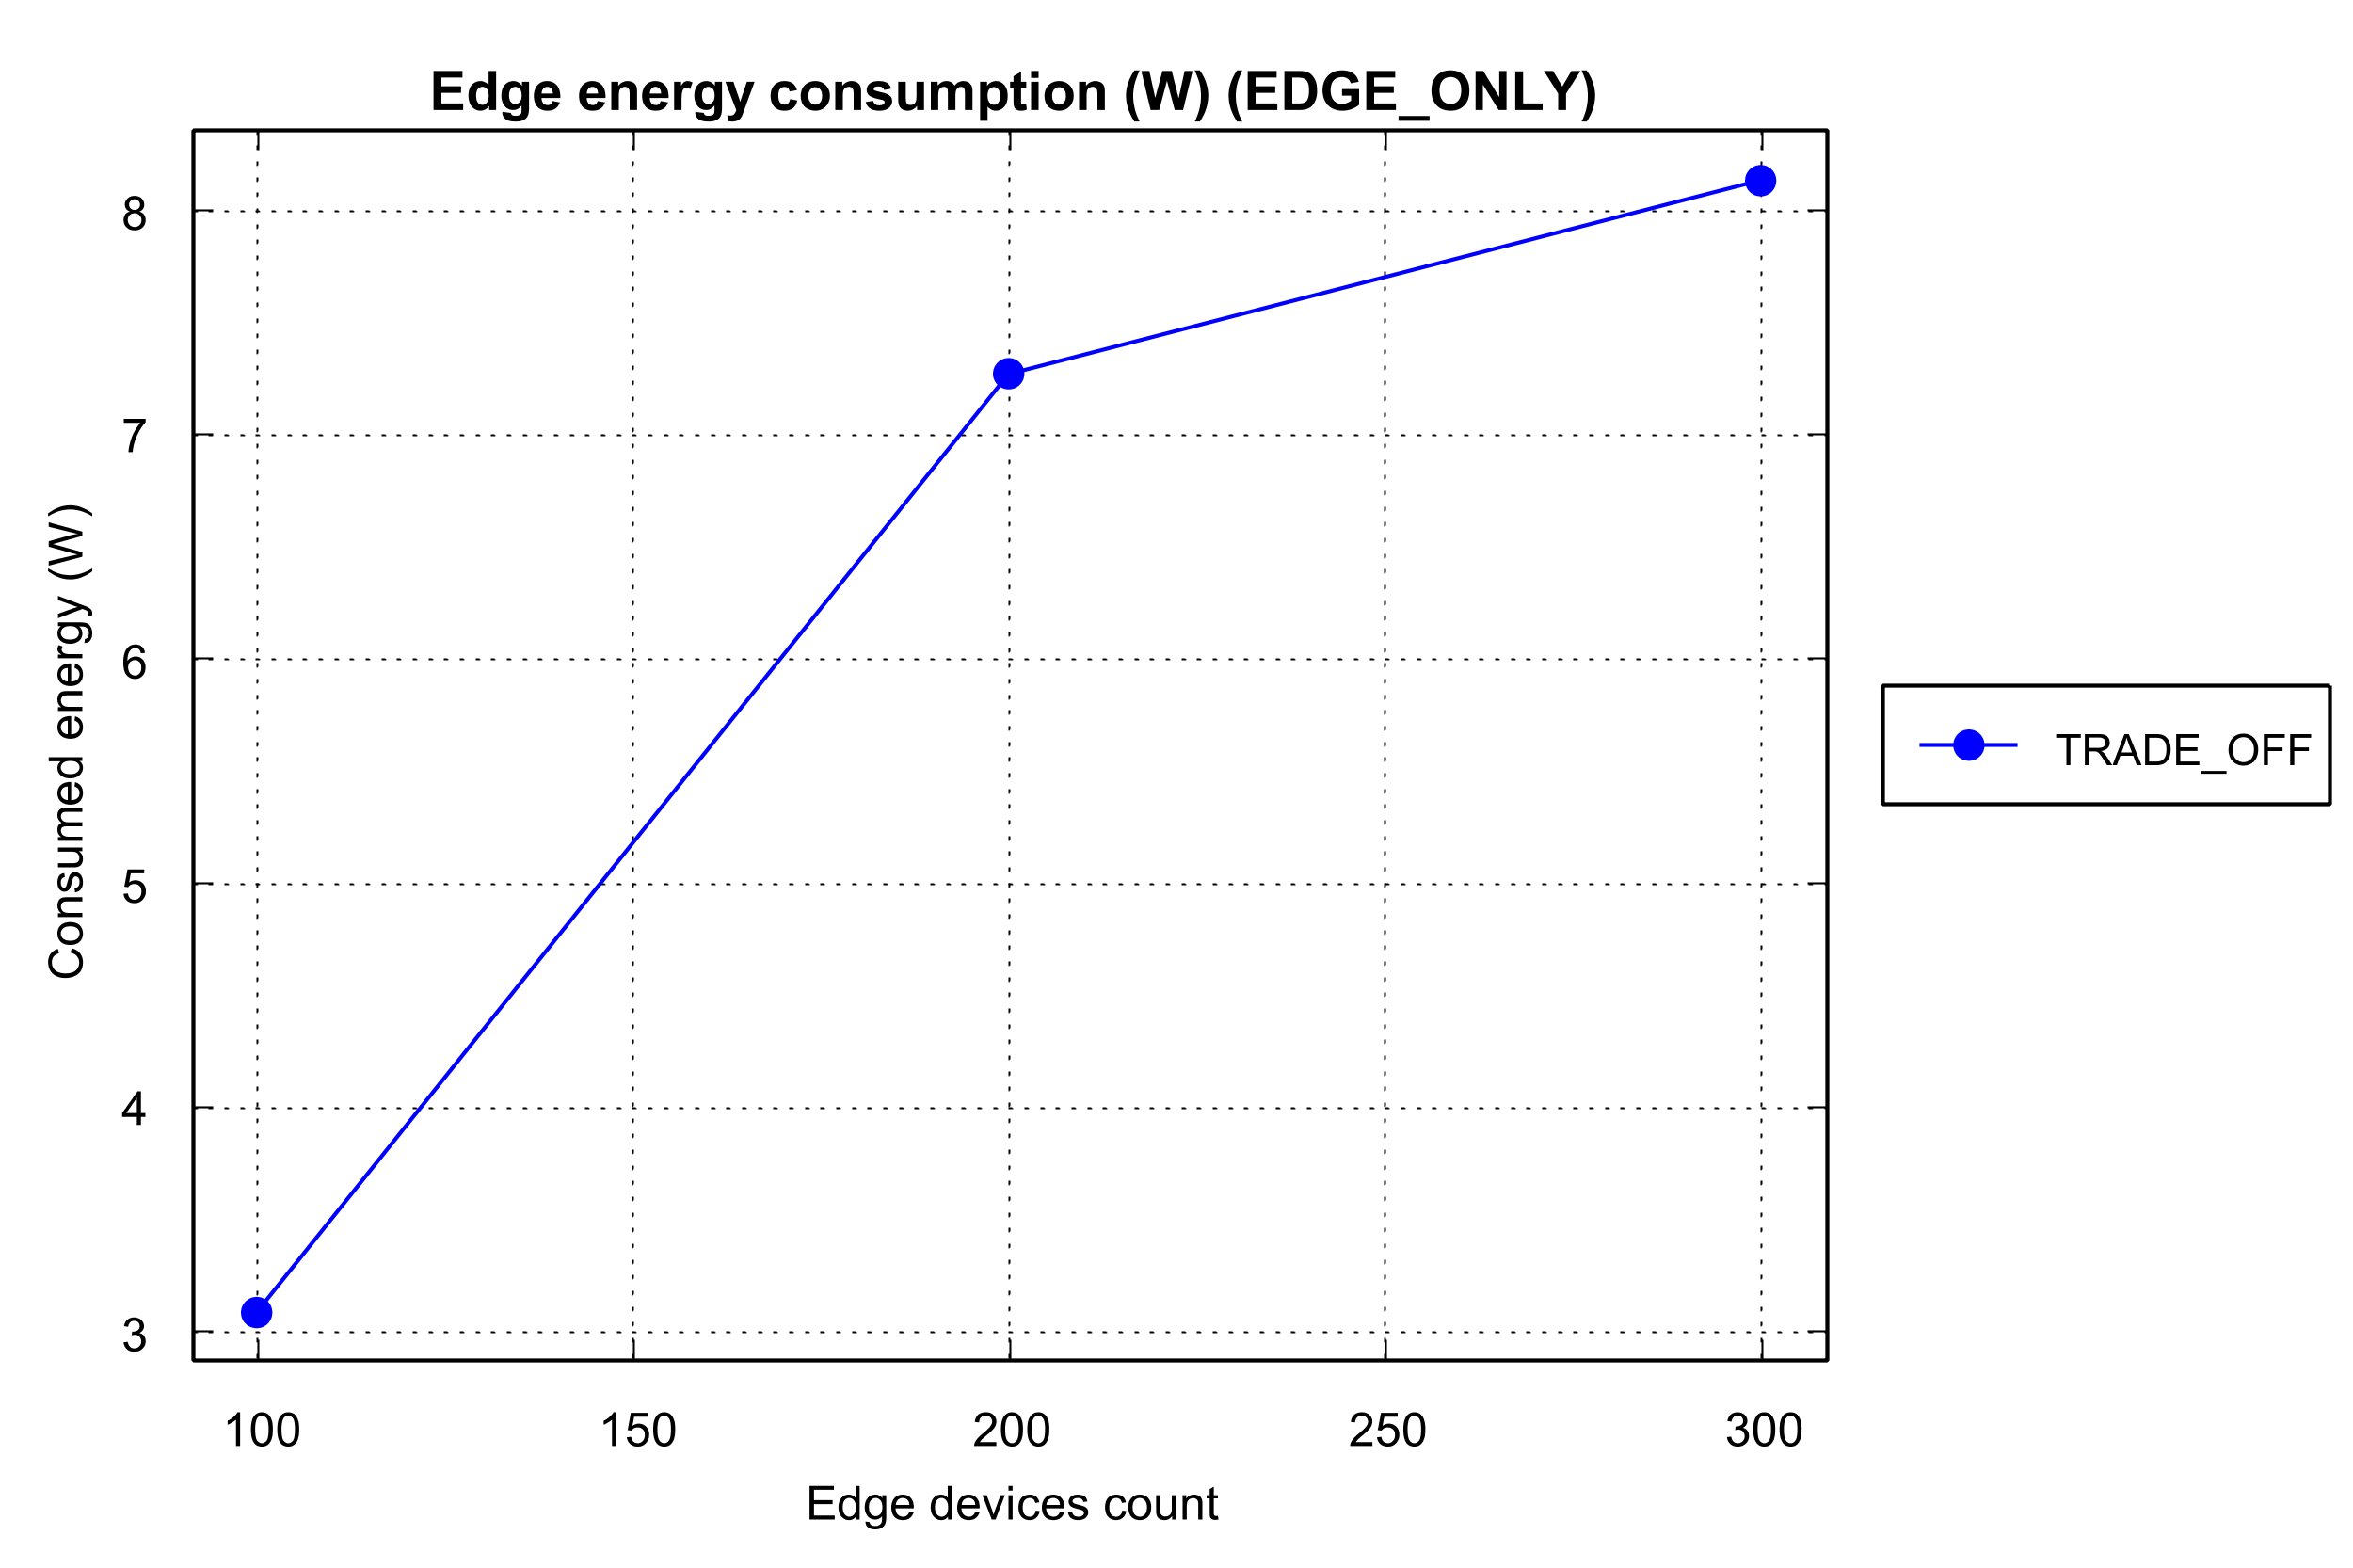 Edge energy consumption (W)(EDGE_ONLY)
8
7
6
5
4
3
Consumed energy (W)
100 150 200 250 300
Edge devices count
TRADE_OFF